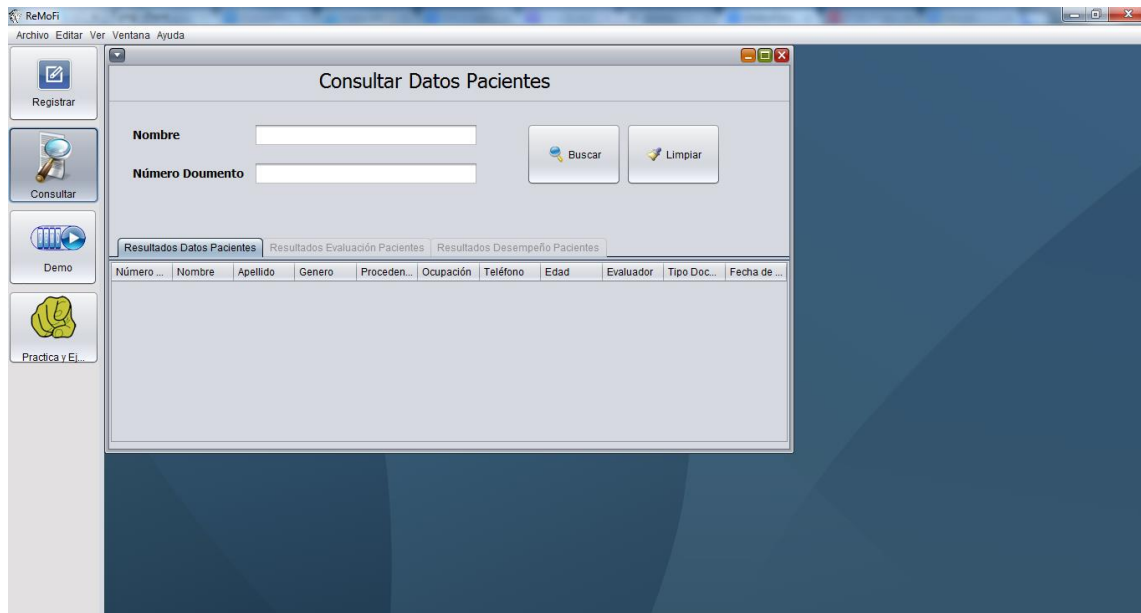 ReMoFi
Archivo Editar Ver Ventana Ayuda
Registrar
Consultar
Demo
Practica y Ej...
Consultar Datos Pacientes
Nombre
Número Doumento
Buscar
Limpiar
Resultados Datos Pacientes Resultados Evaluación Pacientes Resultados Desempeño Pacientes
Número ... Nombre Apellido Genero Proceden... Ocupación Teléfono Edad Evaluador Tipo Doc... Fecha de ...